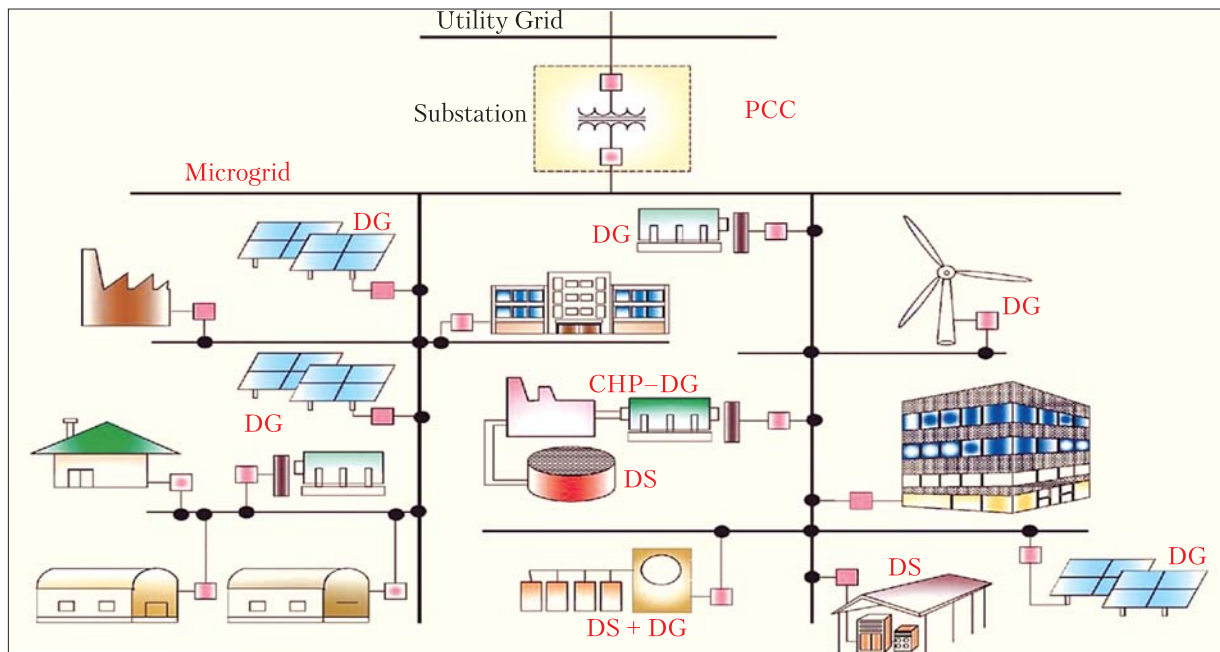 Utility Grid
Substation
PCC
Microgrid
DG
DG
DG
CHP–DG
DG
DS
DS
DG
DS + DG